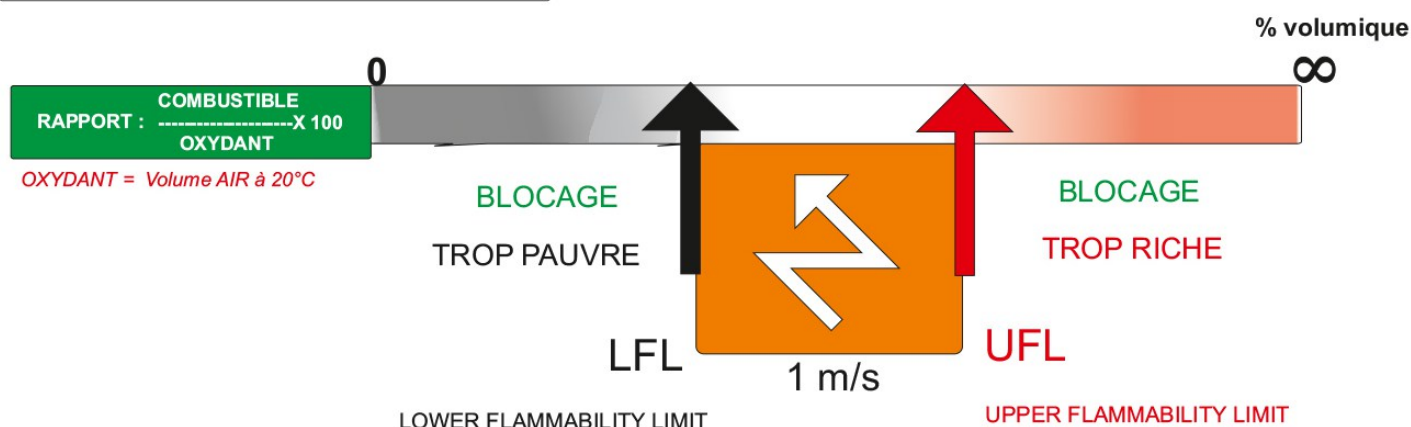 % volumique
0
∞
COMBUSTIBLE
RAPPORT : ---------------------X 100
OXYDANT
OXYDANT = Volume AIR à 20°C
BLOCAGE
BLOCAGE
TROP PAUVRE
TROP RICHE
LFL
UFL
1 m/s
LOWER FLAMMABILITY LIMIT
UPPER FLAMMABILITY LIMIT